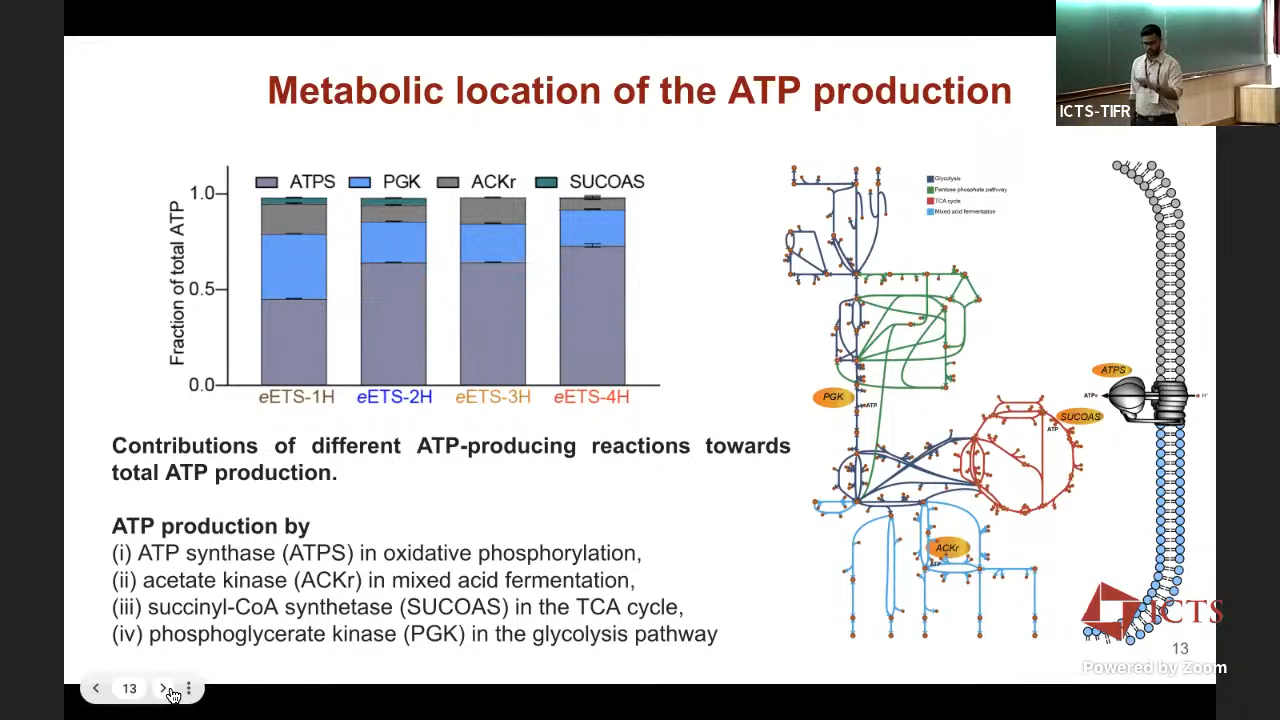 Metabolic location of the ATP production
ICTS-TIFR
ATPS PGK ACKr SUCOAS
Fraction of total ATP
1.0
0.5
0.0
eETS-1H eETS-2H eETS-3H eETS-4H
Contributions of different ATP-producing reactions towards
total ATP production.
ATP production by
(i) ATP synthase (ATPS) in oxidative phosphorylation,
(ii) acetate kinase (ACKr) in mixed acid fermentation,
(iii) succinyl-CoA synthetase (SUCOAS) in the TCA cycle,
(iv) phosphoglycerate kinase (PGK) in the glycolysis pathway
Glycolysis
Pentose phosphate pathway
TCA cycle
Mixed acid fermentation
PGK
ATP
ATPS
ATP
H+
SUCOAS
ATP
ACKr
ATP
ICTS
13
Powered by Zoom
13